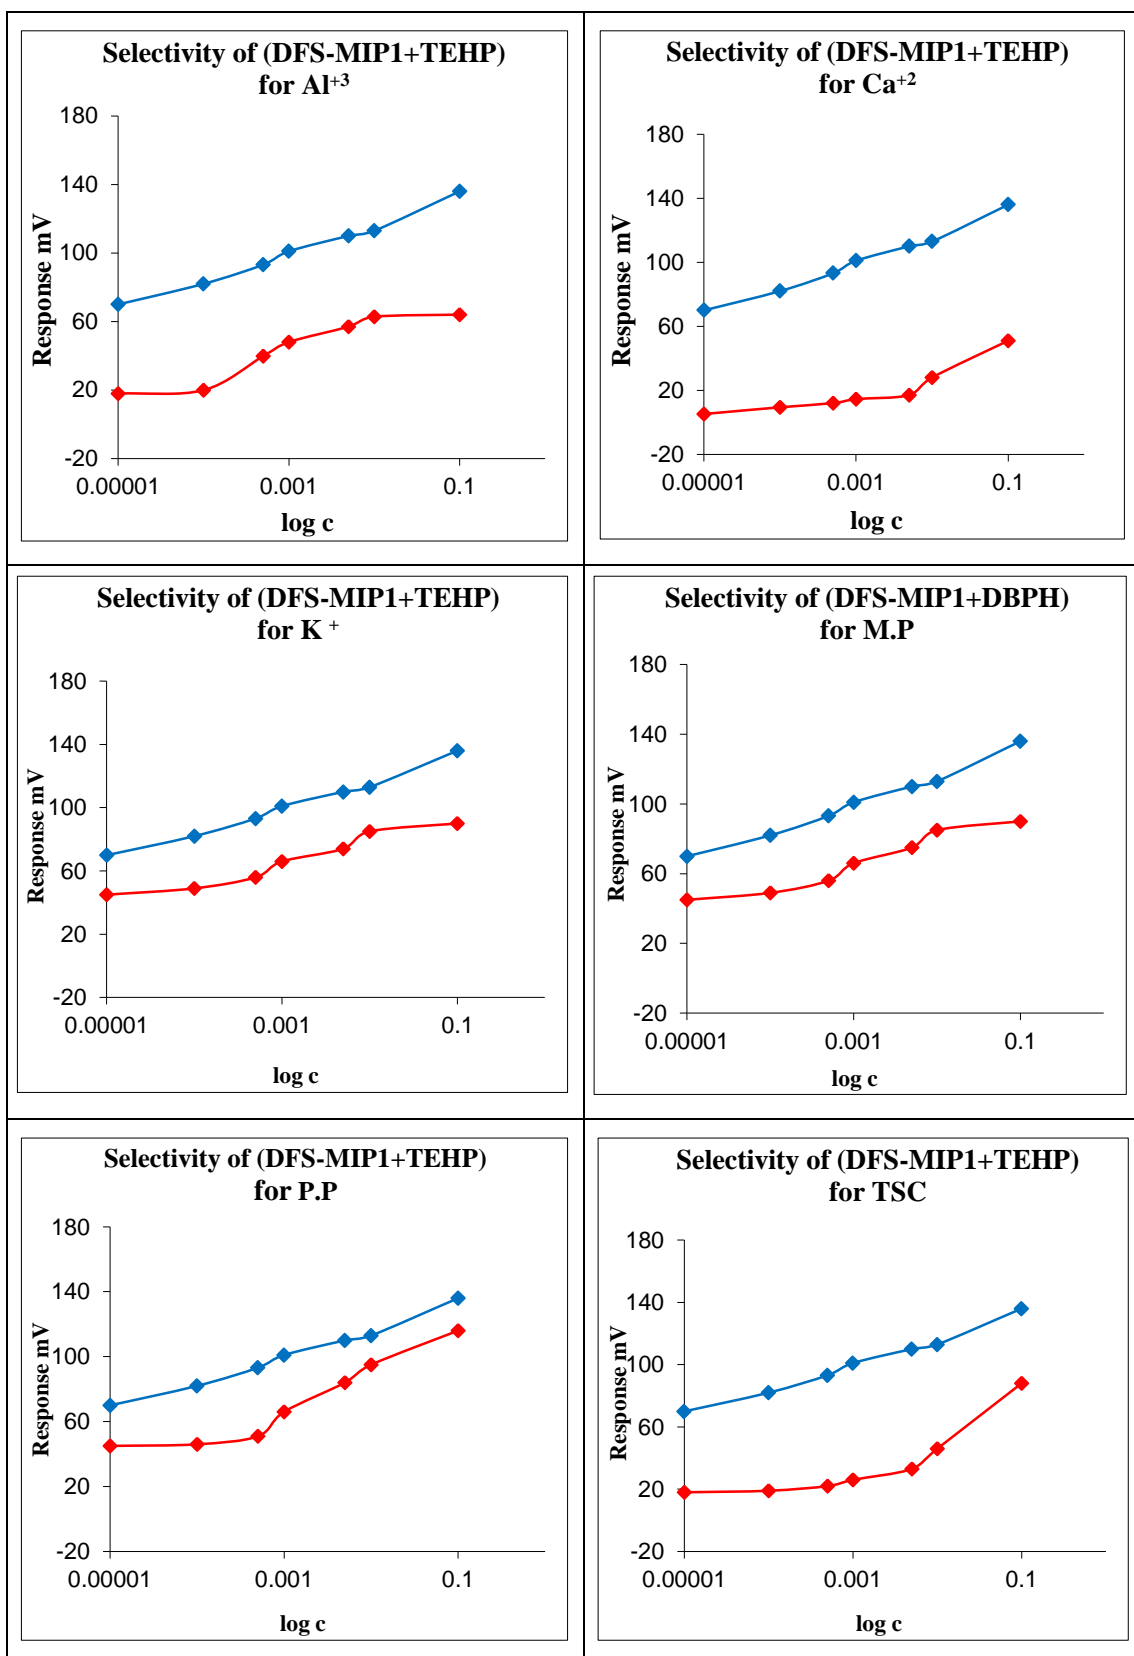 Selectivity of (DFS-MIP1+TEHP)
for Al+3
180
140
100
60
20
-20
Response mV
0.00001 0.001 0.1
log c
Selectivity of (DFS-MIP1+TEHP)
for Ca+2
180
140
100
60
20
-20
Response mV
0.00001 0.001 0.1
log c
Selectivity of (DFS-MIP1+TEHP)
for K +
180
140
100
60
20
-20
Response mV
0.00001 0.001 0.1
log c
Selectivity of (DFS-MIP1+DBPH)
for M.P
180
140
100
60
20
-20
Response mV
0.00001 0.001 0.1
log c
Selectivity of (DFS-MIP1+TEHP)
for P.P
180
140
100
60
20
-20
Response mV
0.00001 0.001 0.1
log c
Selectivity of (DFS-MIP1+TEHP)
for TSC
180
140
100
60
20
-20
Response mV
0.00001 0.001 0.1
log c